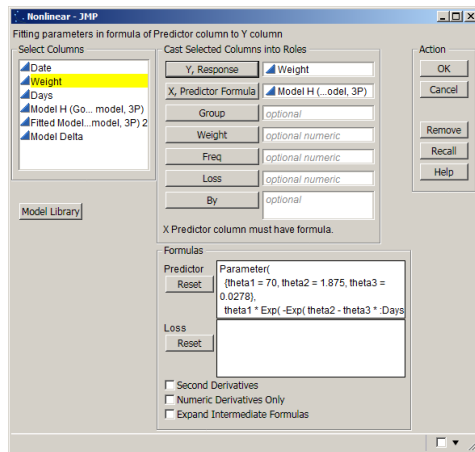 Nonlinear - JMP
Fitting parameters in formula of Predictor column to Y column
Select Columns
Date
Weight
Days
Model H (Go... model, 3P)
Fitted Model...model, 3P) 2
Model Delta
Model Library
Cast Selected Columns into Roles
Y, Response
Weight
X, Predictor Formula
Model H (...odel, 3P)
Group
optional
Weight
optional numeric
Freq
optional numeric
Loss
optional numeric
By
optional
X Predictor column must have formula.
Action
OK
Cancel
Remove
Recall
Help
Formulas
Predictor
Reset
Parameter(
{theta1 = 70, theta2 = 1.875, theta3 =
0.0278},
theta1 * Exp( -Exp( theta2 - theta3 * :Days
Loss
Reset
Second Derivatives
Numeric Derivatives Only
Expand Intermediate Formulas